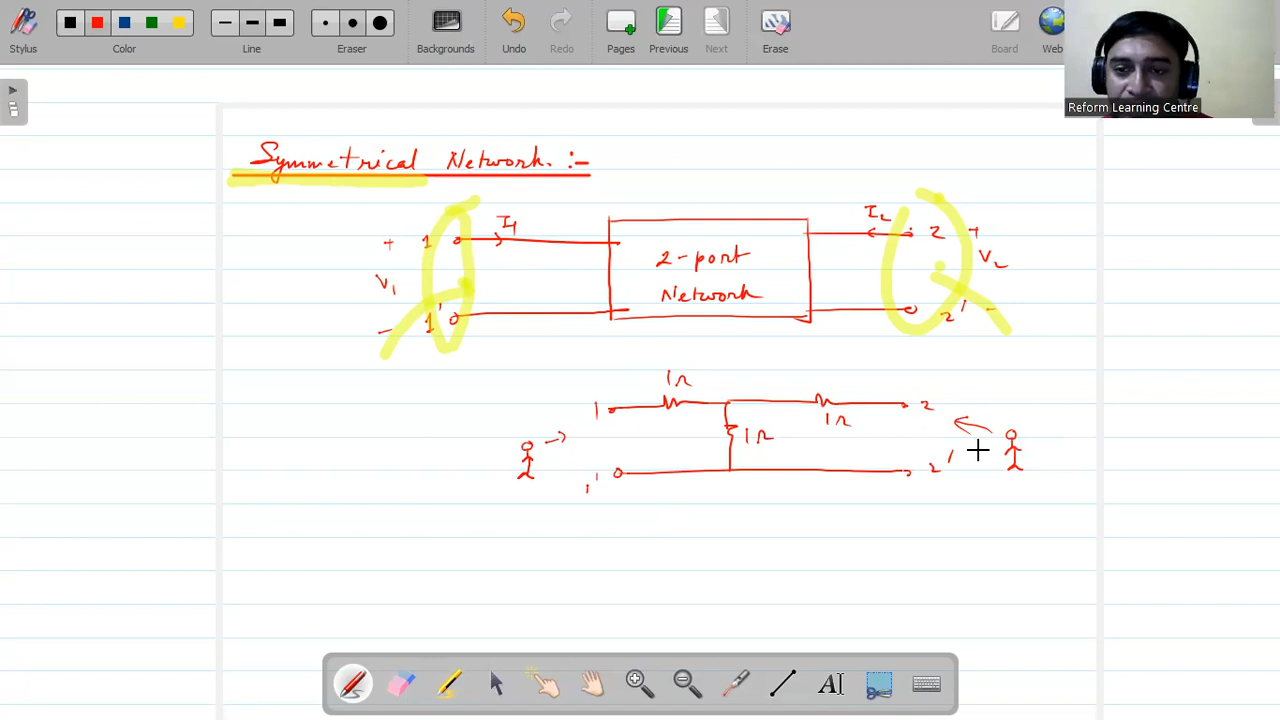 Stylus
Color
Line
Eraser
Backgrounds
Undo
Redo
Pages
Previous
Next
Erase
Board
Web
Reform Learning Centre
Symmetrical Network. :-
I1
I2
+ 1
2 +
V1
2-port
V2
Network
- 1'
2' -
1Ω
1
2
1Ω
1Ω
1'
2'